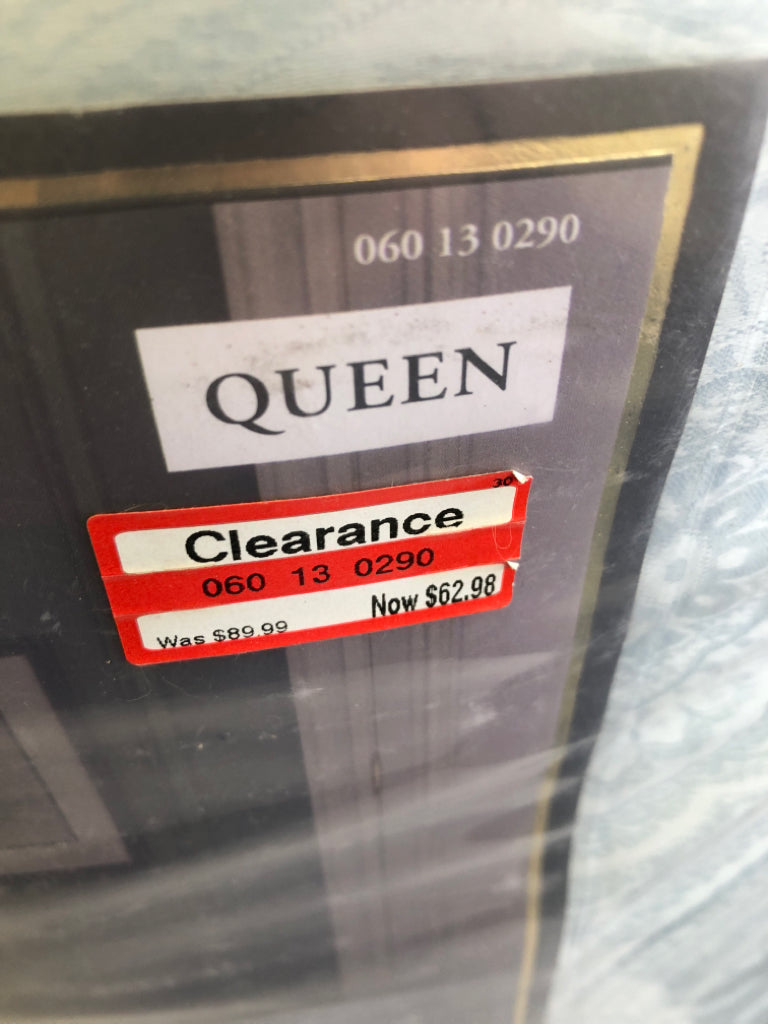 060 13 0290
QUEEN
30
Clearance
060 13 0290
Now $62.98
Was $89.99